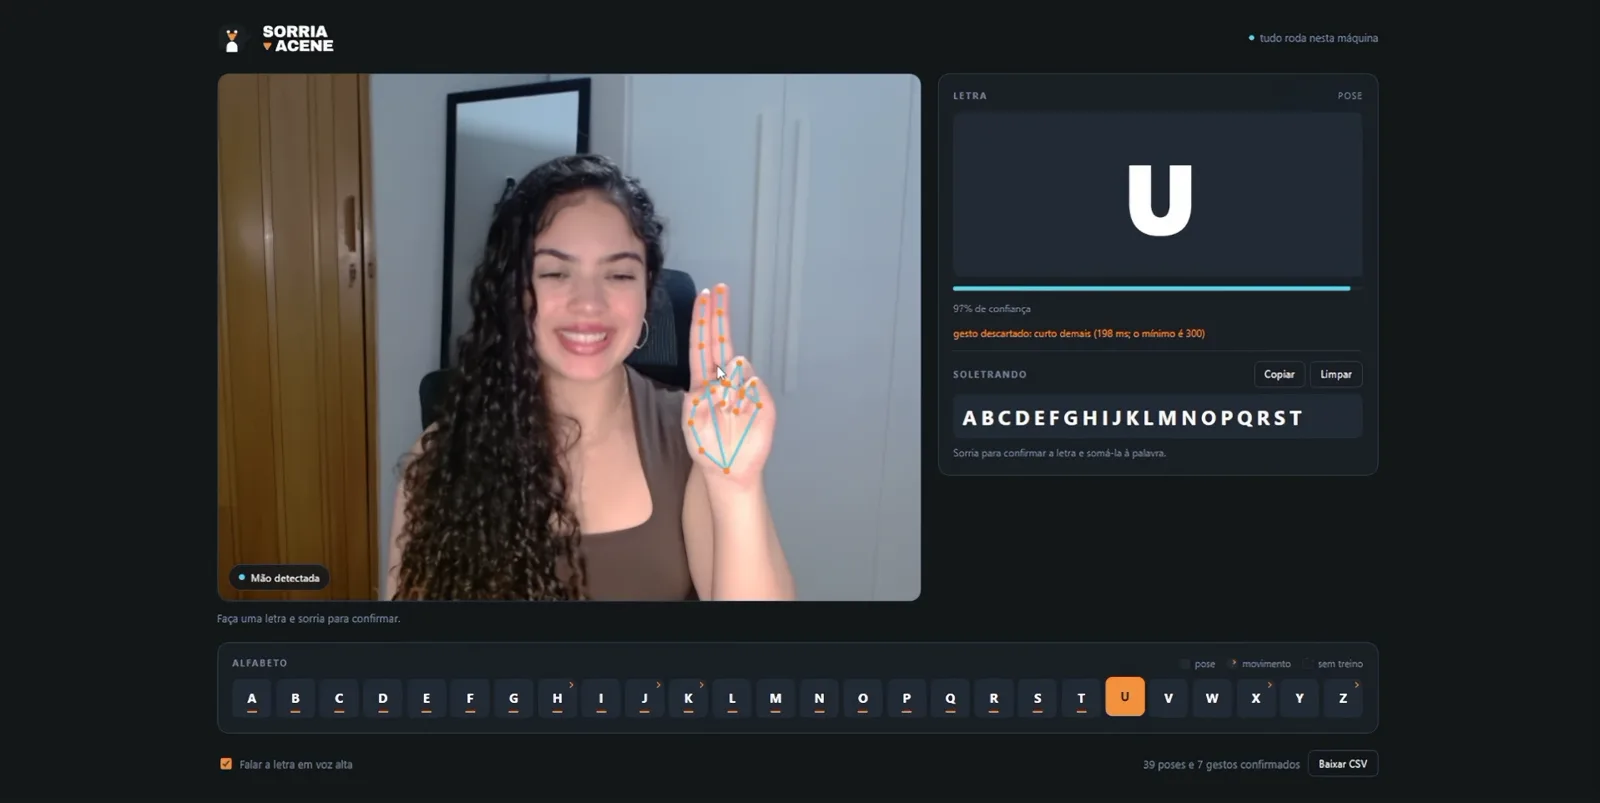 SORRIA
ACENE
tudo roda nesta máquina
LETRA
POSE
U
97% de confiança
gesto descartado: curto demais (198 ms; o mínimo é 300)
SOLETRANDO
Copiar
Limpar
ABCDEFGHIJKLMNOPQRST
Sorria para confirmar a letra e somá-la à palavra.
Mão detectada
Faça uma letra e sorria para confirmar.
ALFABETO
pose
movimento
sem treino
A B C D E F G H I J K L M N O P Q R S T U V W X Y Z
Falar a letra em voz alta
39 poses e 7 gestos confirmados
Baixar CSV